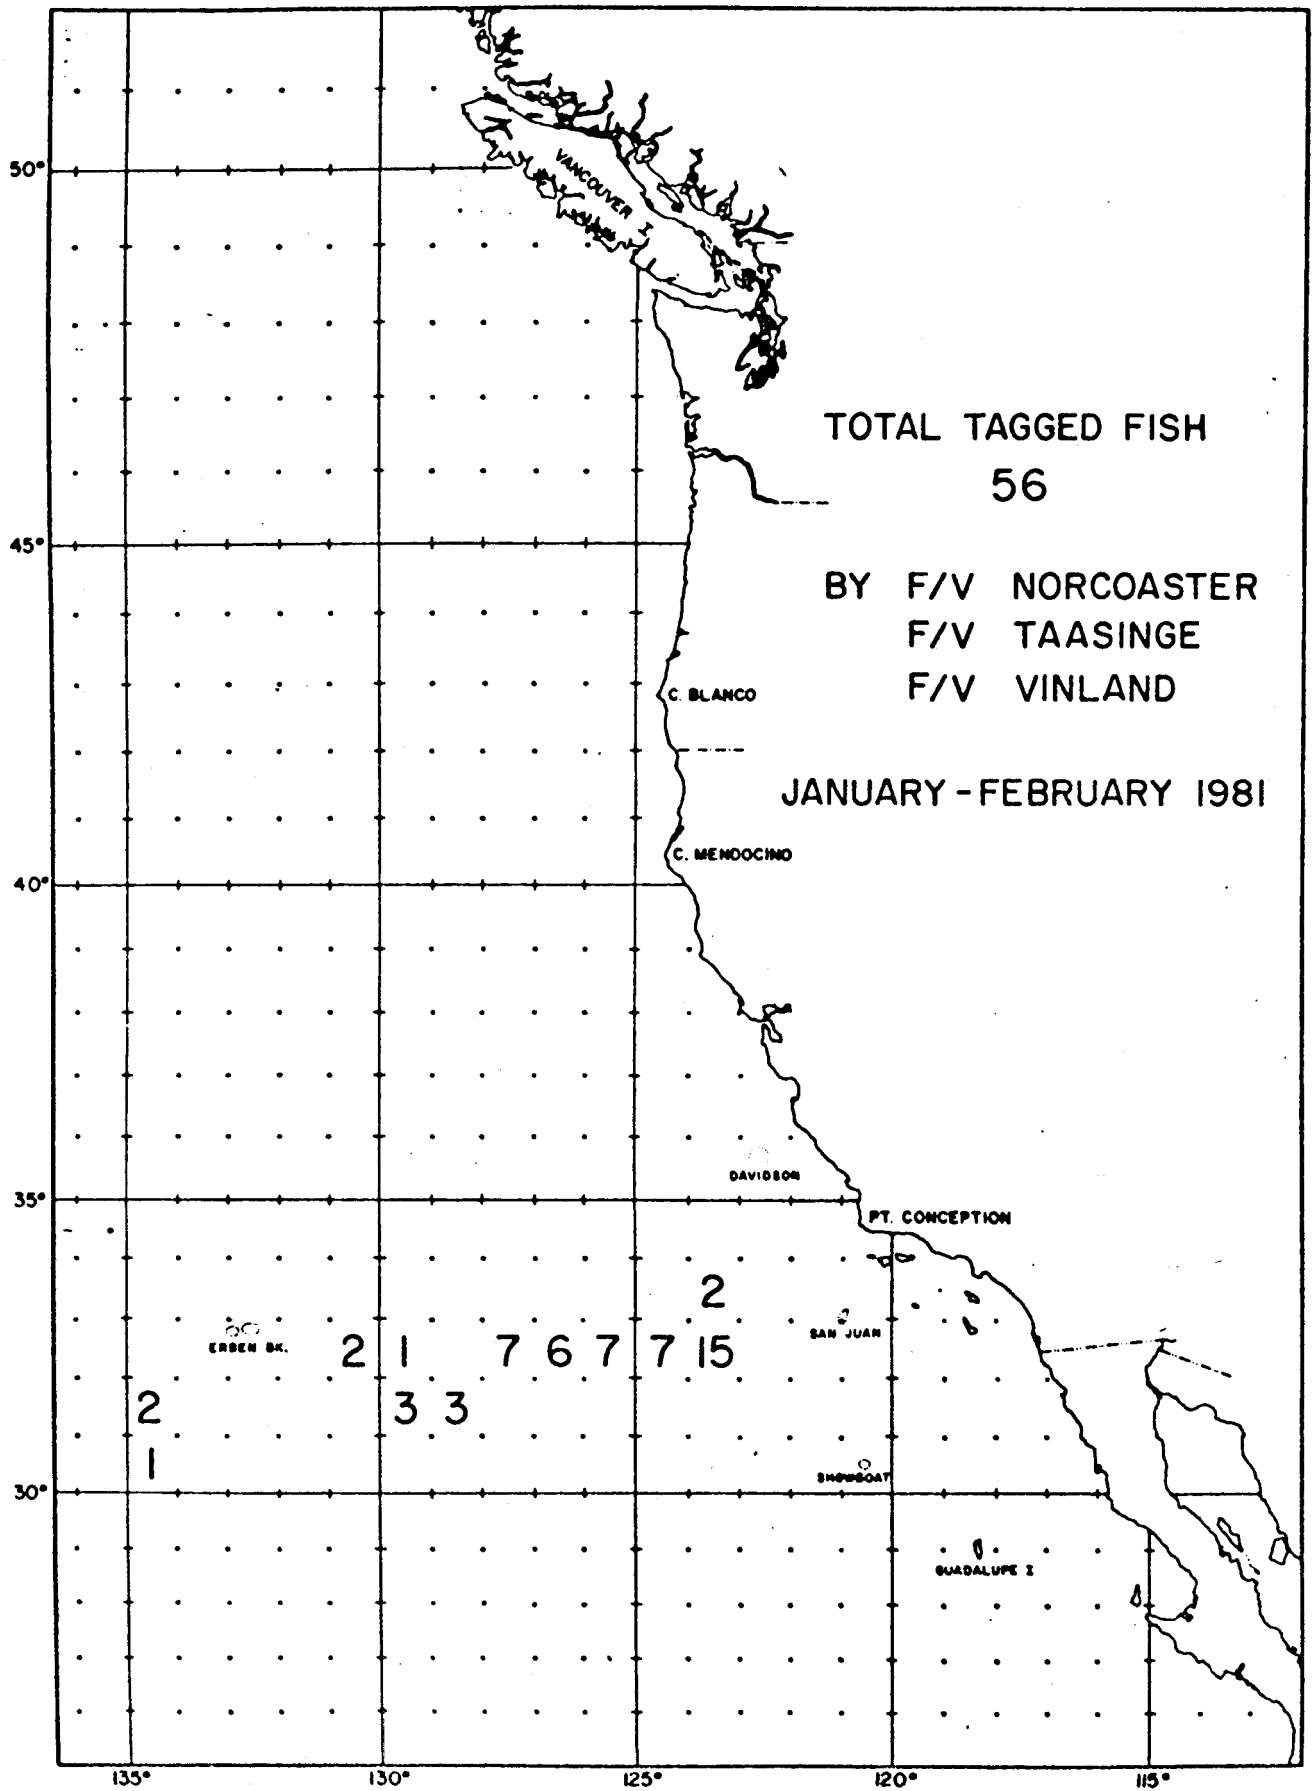 50°
VANCOUVER I
TOTAL TAGGED FISH
56
45°
BY F/V NORCOASTER
F/V TAASINGE
F/V VINLAND
C. BLANCO
JANUARY - FEBRUARY 1981
C. MENDOCINO
40°
DAVIDSON
35°
PT. CONCEPTION
2
ERBEN BK.
SAN JUAN
2 1 7 6 7 7 15
2 3 3
1
SHOWBOAT
30°
GUADALUPE I
135° 130° 125° 120° 115°